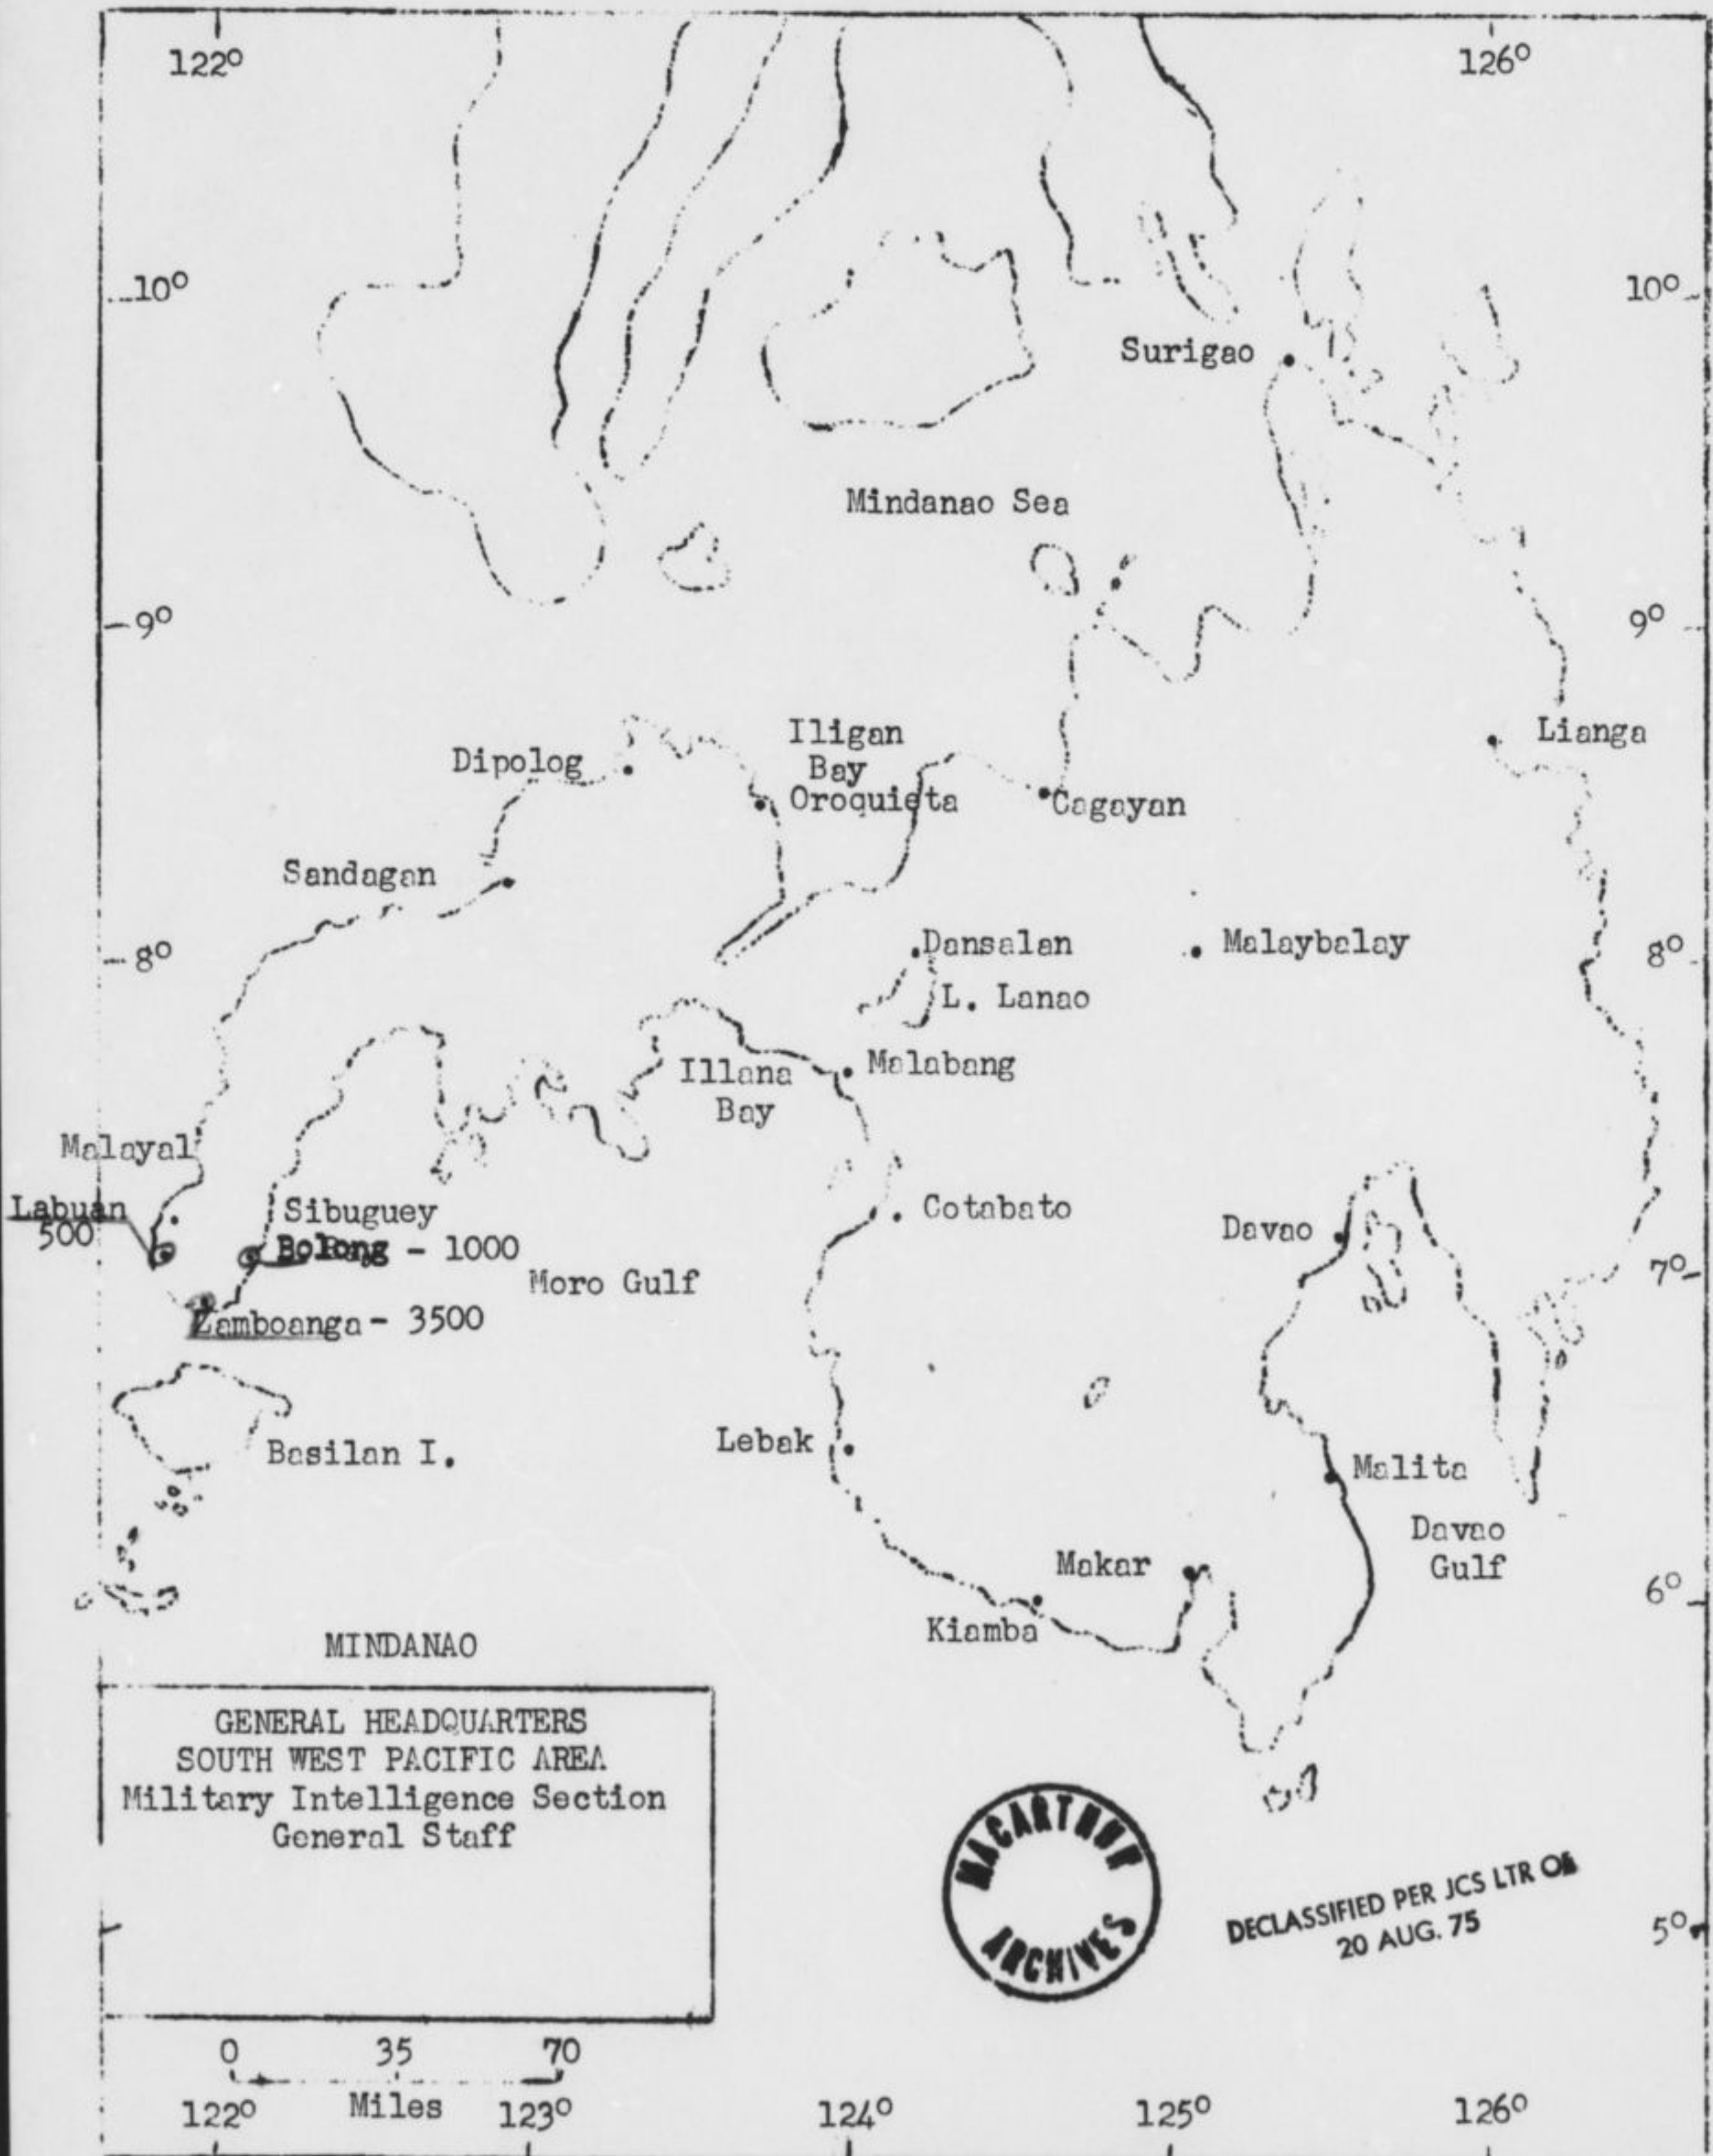 122° 126°
10° 10°
Surigao
Mindanao Sea
9° 9°
Iligan
Bay
Dipolog
Oroquieta
Lianga
Cagayan
Sandagan
8° 8°
Dansalan
Malaybalay
L. Lanao
Illana
Bay
Malabang
Malayal
Labuan
500
Sibuguey
Bolong - 1000
Cotabato
Davao
Moro Gulf
7°
Zamboanga - 3500
Basilan I.
Lebak
Malita
Davao
Gulf
Makar
6°
Kiamba
MINDANAO
GENERAL HEADQUARTERS
SOUTH WEST PACIFIC AREA
Military Intelligence Section
General Staff
MACARTHUR
ARCHIVES
DECLASSIFIED PER JCS LTR OF
20 AUG. 75
5°
0 35 70
Miles
122° 123° 124° 125° 126°